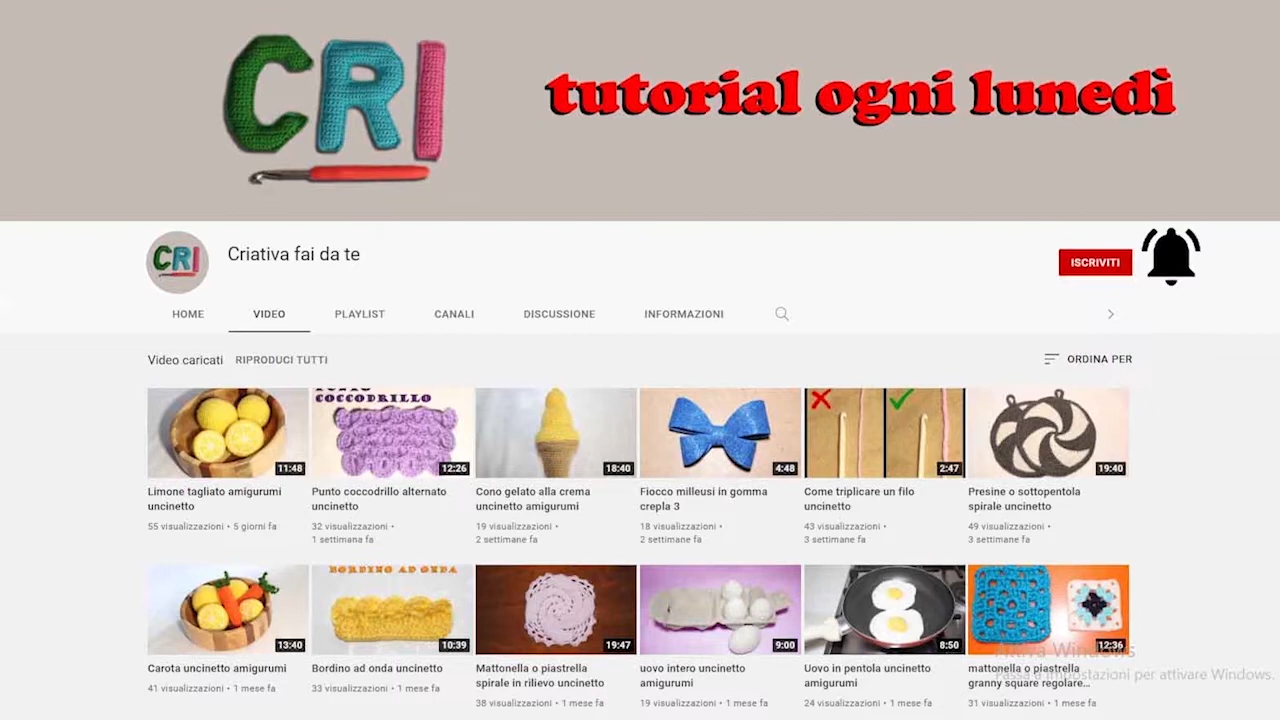 CRI
tutorial ogni lunedì
CRI
Criativa fai da te
ISCRIVITI
HOME VIDEO PLAYLIST CANALI DISCUSSIONE INFORMAZIONI
Video caricati RIPRODUCI TUTTI
ORDINA PER
COCCODRILLO
11:48 12:26 18:40 4:48 2:47 19:40
Limone tagliato amigurumi
uncinetto
55 visualizzazioni • 5 giorni fa
Punto coccodrillo alternato
uncinetto
32 visualizzazioni •
1 settimana fa
Cono gelato alla crema
uncinetto amigurumi
19 visualizzazioni •
2 settimane fa
Fiocco milleusi in gomma
crepla 3
18 visualizzazioni •
2 settimane fa
Come triplicare un filo
uncinetto
43 visualizzazioni •
3 settimane fa
Presine o sottopentola
spirale uncinetto
49 visualizzazioni •
3 settimane fa
BORDINO AD ONDA
13:40 10:39 19:47 9:00 8:50 12:36
Carota uncinetto amigurumi
41 visualizzazioni • 1 mese fa
Bordino ad onda uncinetto
33 visualizzazioni • 1 mese fa
Mattonella o piastrella
spirale in rilievo uncinetto
38 visualizzazioni • 1 mese fa
uovo intero uncinetto
amigurumi
19 visualizzazioni • 1 mese fa
Uovo in pentola uncinetto
amigurumi
24 visualizzazioni • 1 mese fa
mattonella o piastrella
granny square regolare...
31 visualizzazioni • 1 mese fa
Windows
Passa a Impostazioni per attivare Windows.